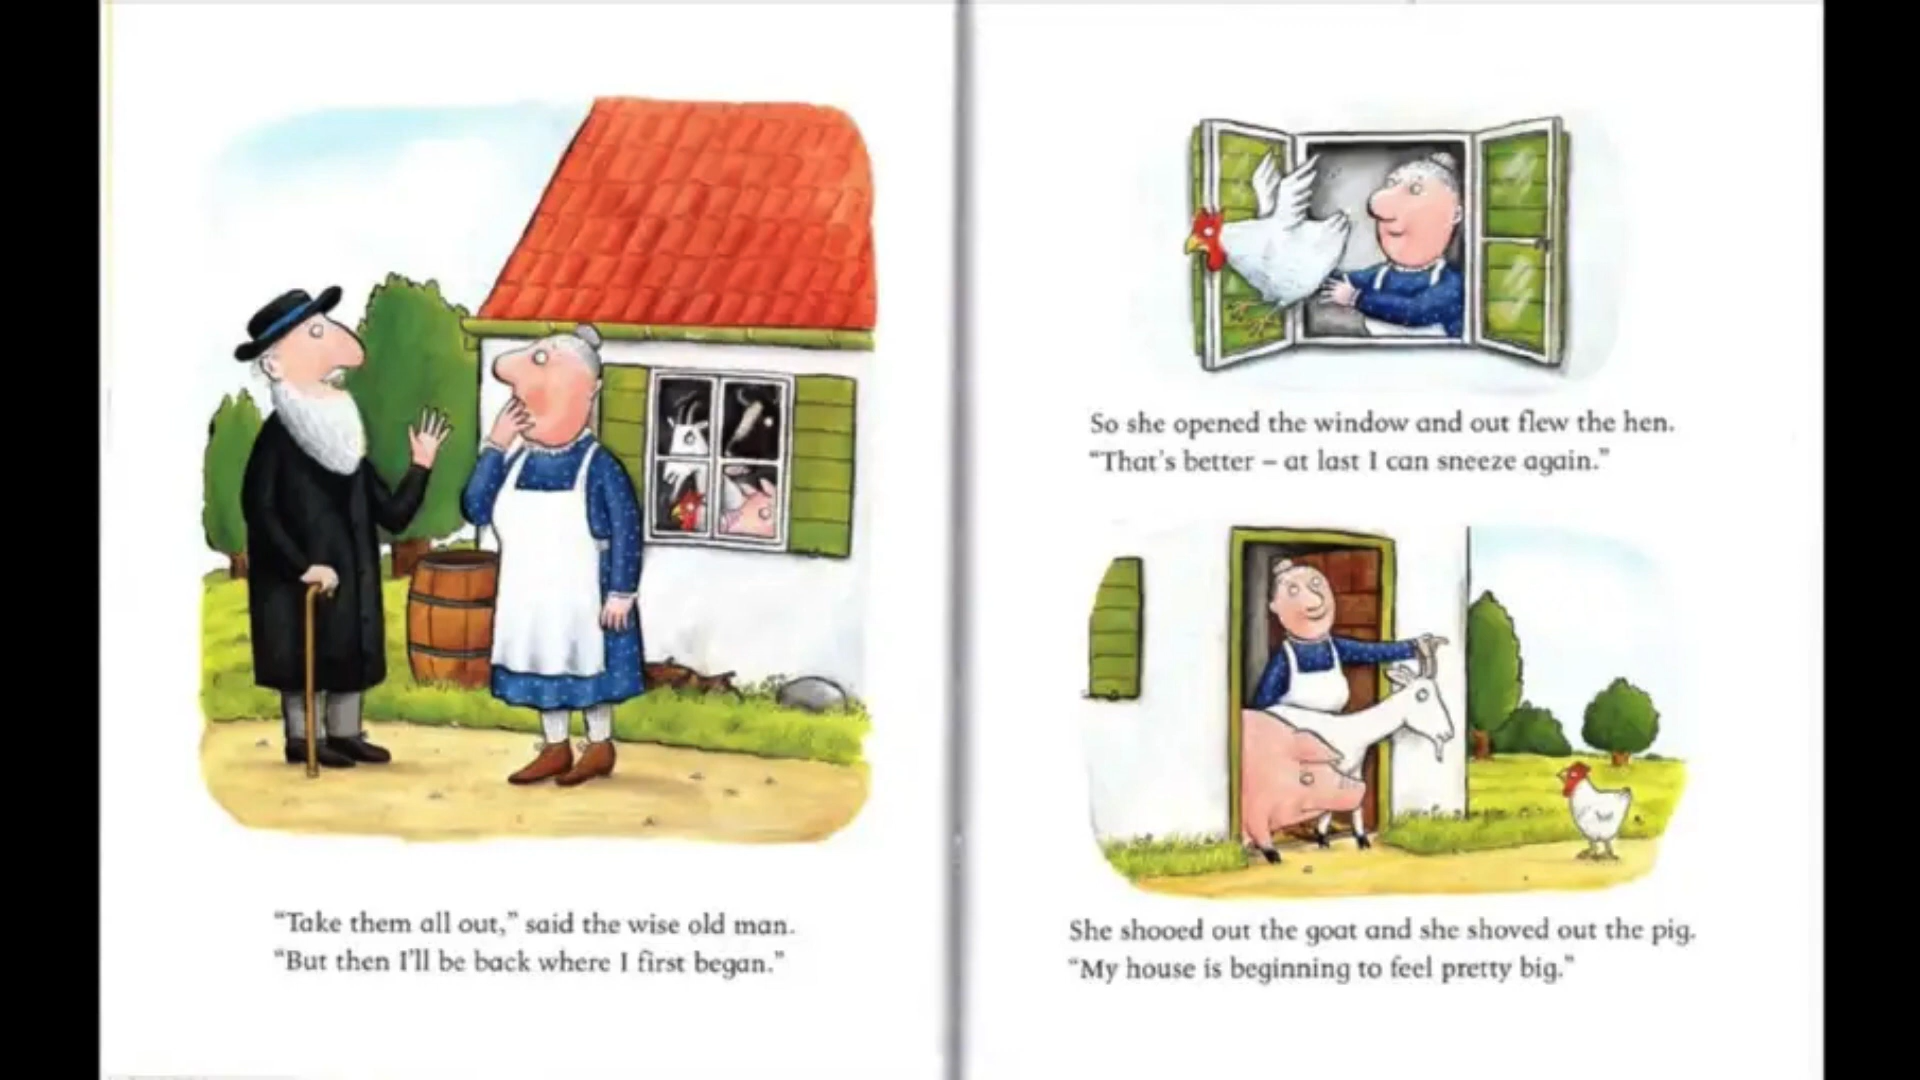 “Take them all out,” said the wise old man.
“But then I’ll be back where I first began.”
So she opened the window and out flew the hen.
“That’s better – at last I can sneeze again.”
She shooed out the goat and she shoved out the pig.
“My house is beginning to feel pretty big.”